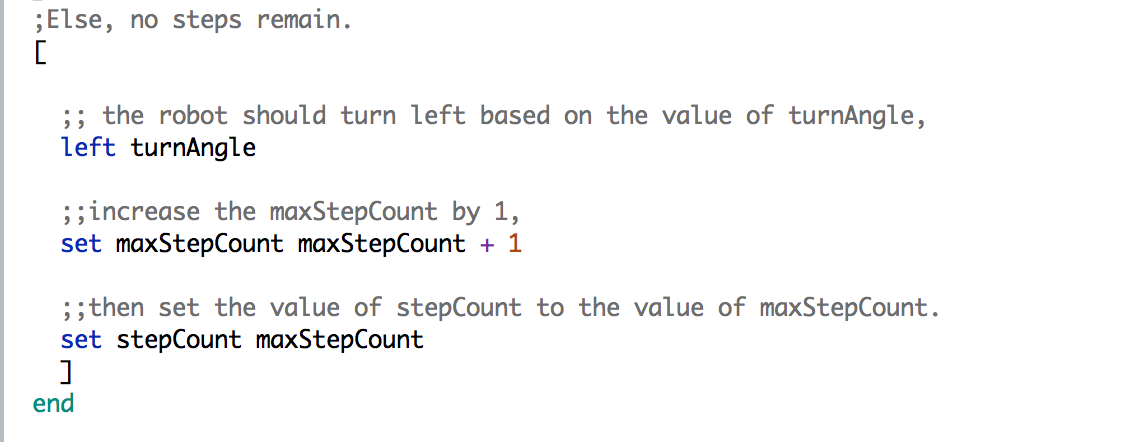 ;Else, no steps remain.
[
;; the robot should turn left based on the value of turnAngle,
left turnAngle
;;increase the maxStepCount by 1,
set maxStepCount maxStepCount + 1
;;then set the value of stepCount to the value of maxStepCount.
set stepCount maxStepCount
]
end